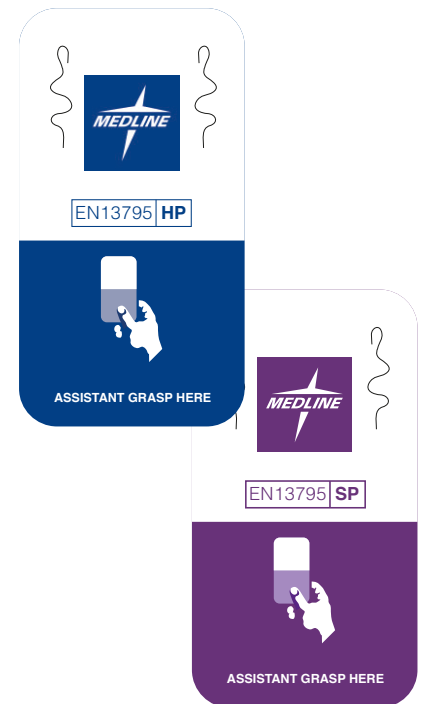 MEDLINE
EN13795 HP
ASSISTANT GRASP HERE
MEDLINE
EN13795 SP
ASSISTANT GRASP HERE